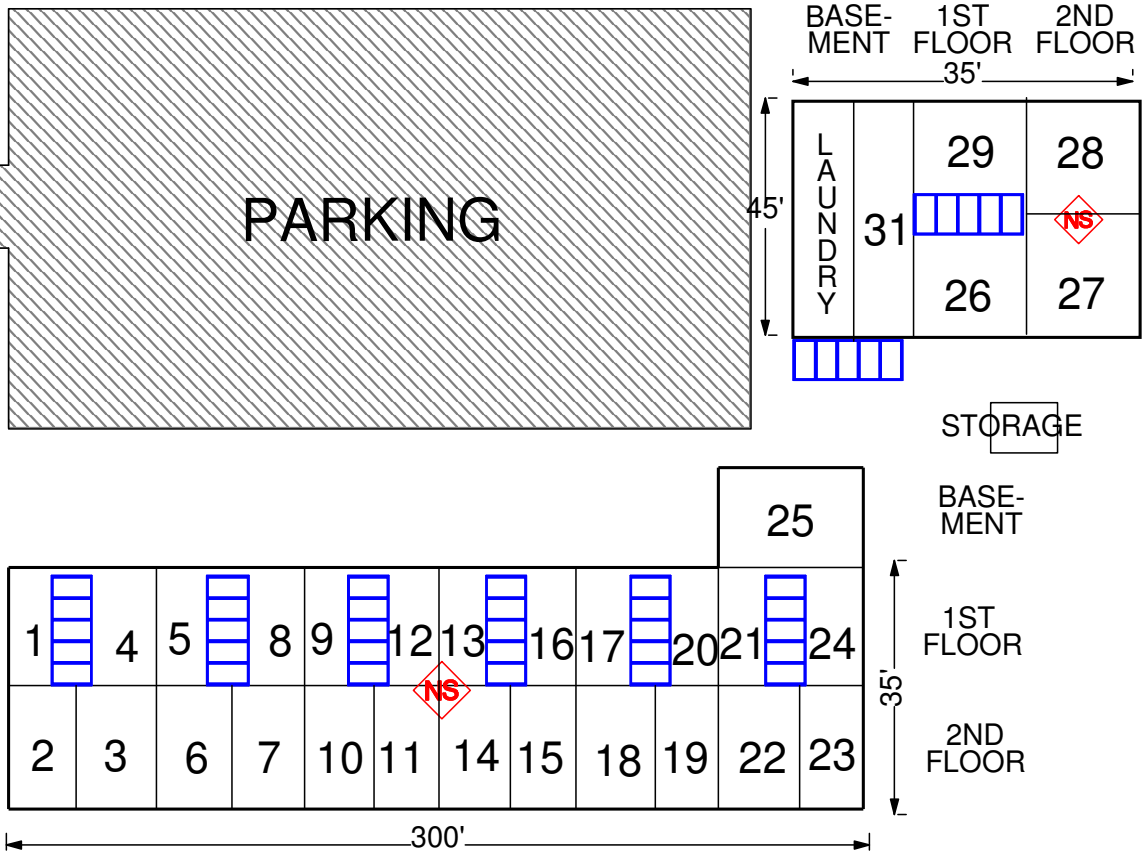 BASE-
MENT
1ST
FLOOR
2ND
FLOOR
35'
PARKING
45'
LAUNDRY
31
29
28
NS
26
27
STORAGE
BASE-
MENT
25
1
4
5
8
9
12
13
16
17
20
21
24
1ST
FLOOR
NS
35'
2
3
6
7
10
11
14
15
18
19
22
23
2ND
FLOOR
300'